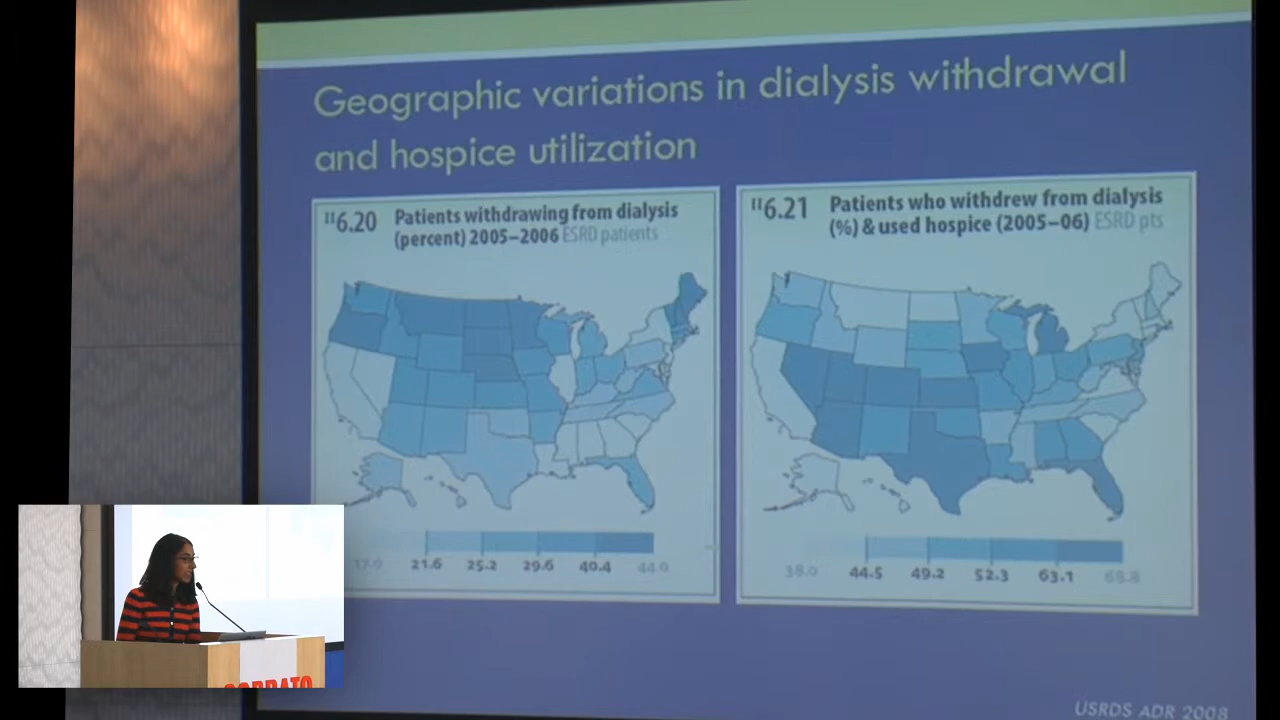 Geographic variations in dialysis withdrawal
and hospice utilization
"6.20 Patients withdrawing from dialysis
(percent) 2005–2006 ESRD patients
17.0 21.6 25.2 29.6 40.4 44.9
"6.21 Patients who withdrew from dialysis
(%) & used hospice (2005–06) ESRD pts
38.0 44.5 49.2 52.3 63.1 68.8
USRDS ADR 2008